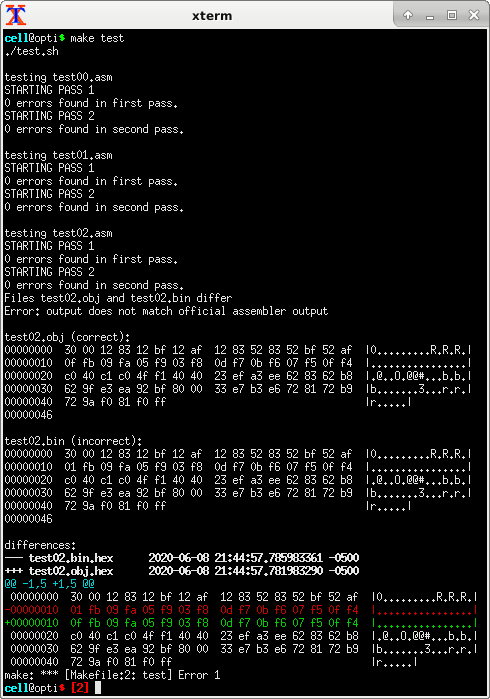 xterm
cell@opti$ make test
./test.sh

testing test00.asm
STARTING PASS 1
0 errors found in first pass.
STARTING PASS 2
0 errors found in second pass.

testing test01.asm
STARTING PASS 1
0 errors found in first pass.
STARTING PASS 2
0 errors found in second pass.

testing test02.asm
STARTING PASS 1
0 errors found in first pass.
STARTING PASS 2
0 errors found in second pass.
Files test02.obj and test02.bin differ
Error: output does not match official assembler output

test02.obj (correct):
00000000  30 00 12 83 12 bf 12 af  12 83 52 83 52 bf 52 af  |0.........R.R.R.|
00000010  0f fb 09 fa 05 f9 03 f8  0d f7 0b f6 07 f5 0f f4  |................|
00000020  c0 40 c1 c0 4f f1 40 40  23 ef a3 ee 62 83 62 b8  |.@..O.@@#...b.b.|
00000030  62 9f e3 ea 92 bf 80 00  33 e7 b3 e6 72 81 72 b9  |b.......3...r.r.|
00000040  72 9a f0 81 f0 ff                                 |r.....|
00000046

test02.bin (incorrect):
00000000  30 00 12 83 12 bf 12 af  12 83 52 83 52 bf 52 af  |0.........R.R.R.|
00000010  01 fb 09 fa 05 f9 03 f8  0d f7 0b f6 07 f5 0f f4  |................|
00000020  c0 40 c1 c0 4f f1 40 40  23 ef a3 ee 62 83 62 b8  |.@..O.@@#...b.b.|
00000030  62 9f e3 ea 92 bf 80 00  33 e7 b3 e6 72 81 72 b9  |b.......3...r.r.|
00000040  72 9a f0 81 f0 ff                                 |r.....|
00000046

differences:
--- test02.bin.hex      2020-06-08 21:44:57.785983361 -0500
+++ test02.obj.hex      2020-06-08 21:44:57.781983290 -0500
@@ -1,5 +1,5 @@
 00000000  30 00 12 83 12 bf 12 af  12 83 52 83 52 bf 52 af  |0.........R.R.R.|
-00000010  01 fb 09 fa 05 f9 03 f8  0d f7 0b f6 07 f5 0f f4  |................|
+00000010  0f fb 09 fa 05 f9 03 f8  0d f7 0b f6 07 f5 0f f4  |................|
 00000020  c0 40 c1 c0 4f f1 40 40  23 ef a3 ee 62 83 62 b8  |.@..O.@@#...b.b.|
 00000030  62 9f e3 ea 92 bf 80 00  33 e7 b3 e6 72 81 72 b9  |b.......3...r.r.|
 00000040  72 9a f0 81 f0 ff                                 |r.....|
make: *** [Makefile:2: test] Error 1
cell@opti$ [2]